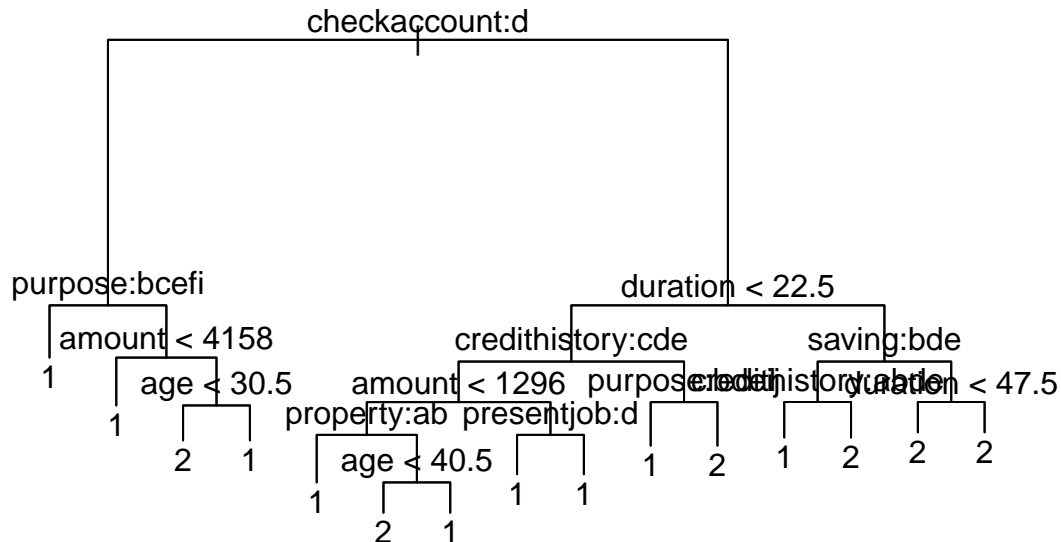 checkaccount:d
purpose:bcefi
duration < 22.5
amount < 4158
credithistory:cde
saving:bde
1
age < 30.5
amount < 1296
duration < 47.5
1
property:ab
presentjob:d
2
1
1
2
1
2
2
2
age < 40.5
1
1
1
2
1